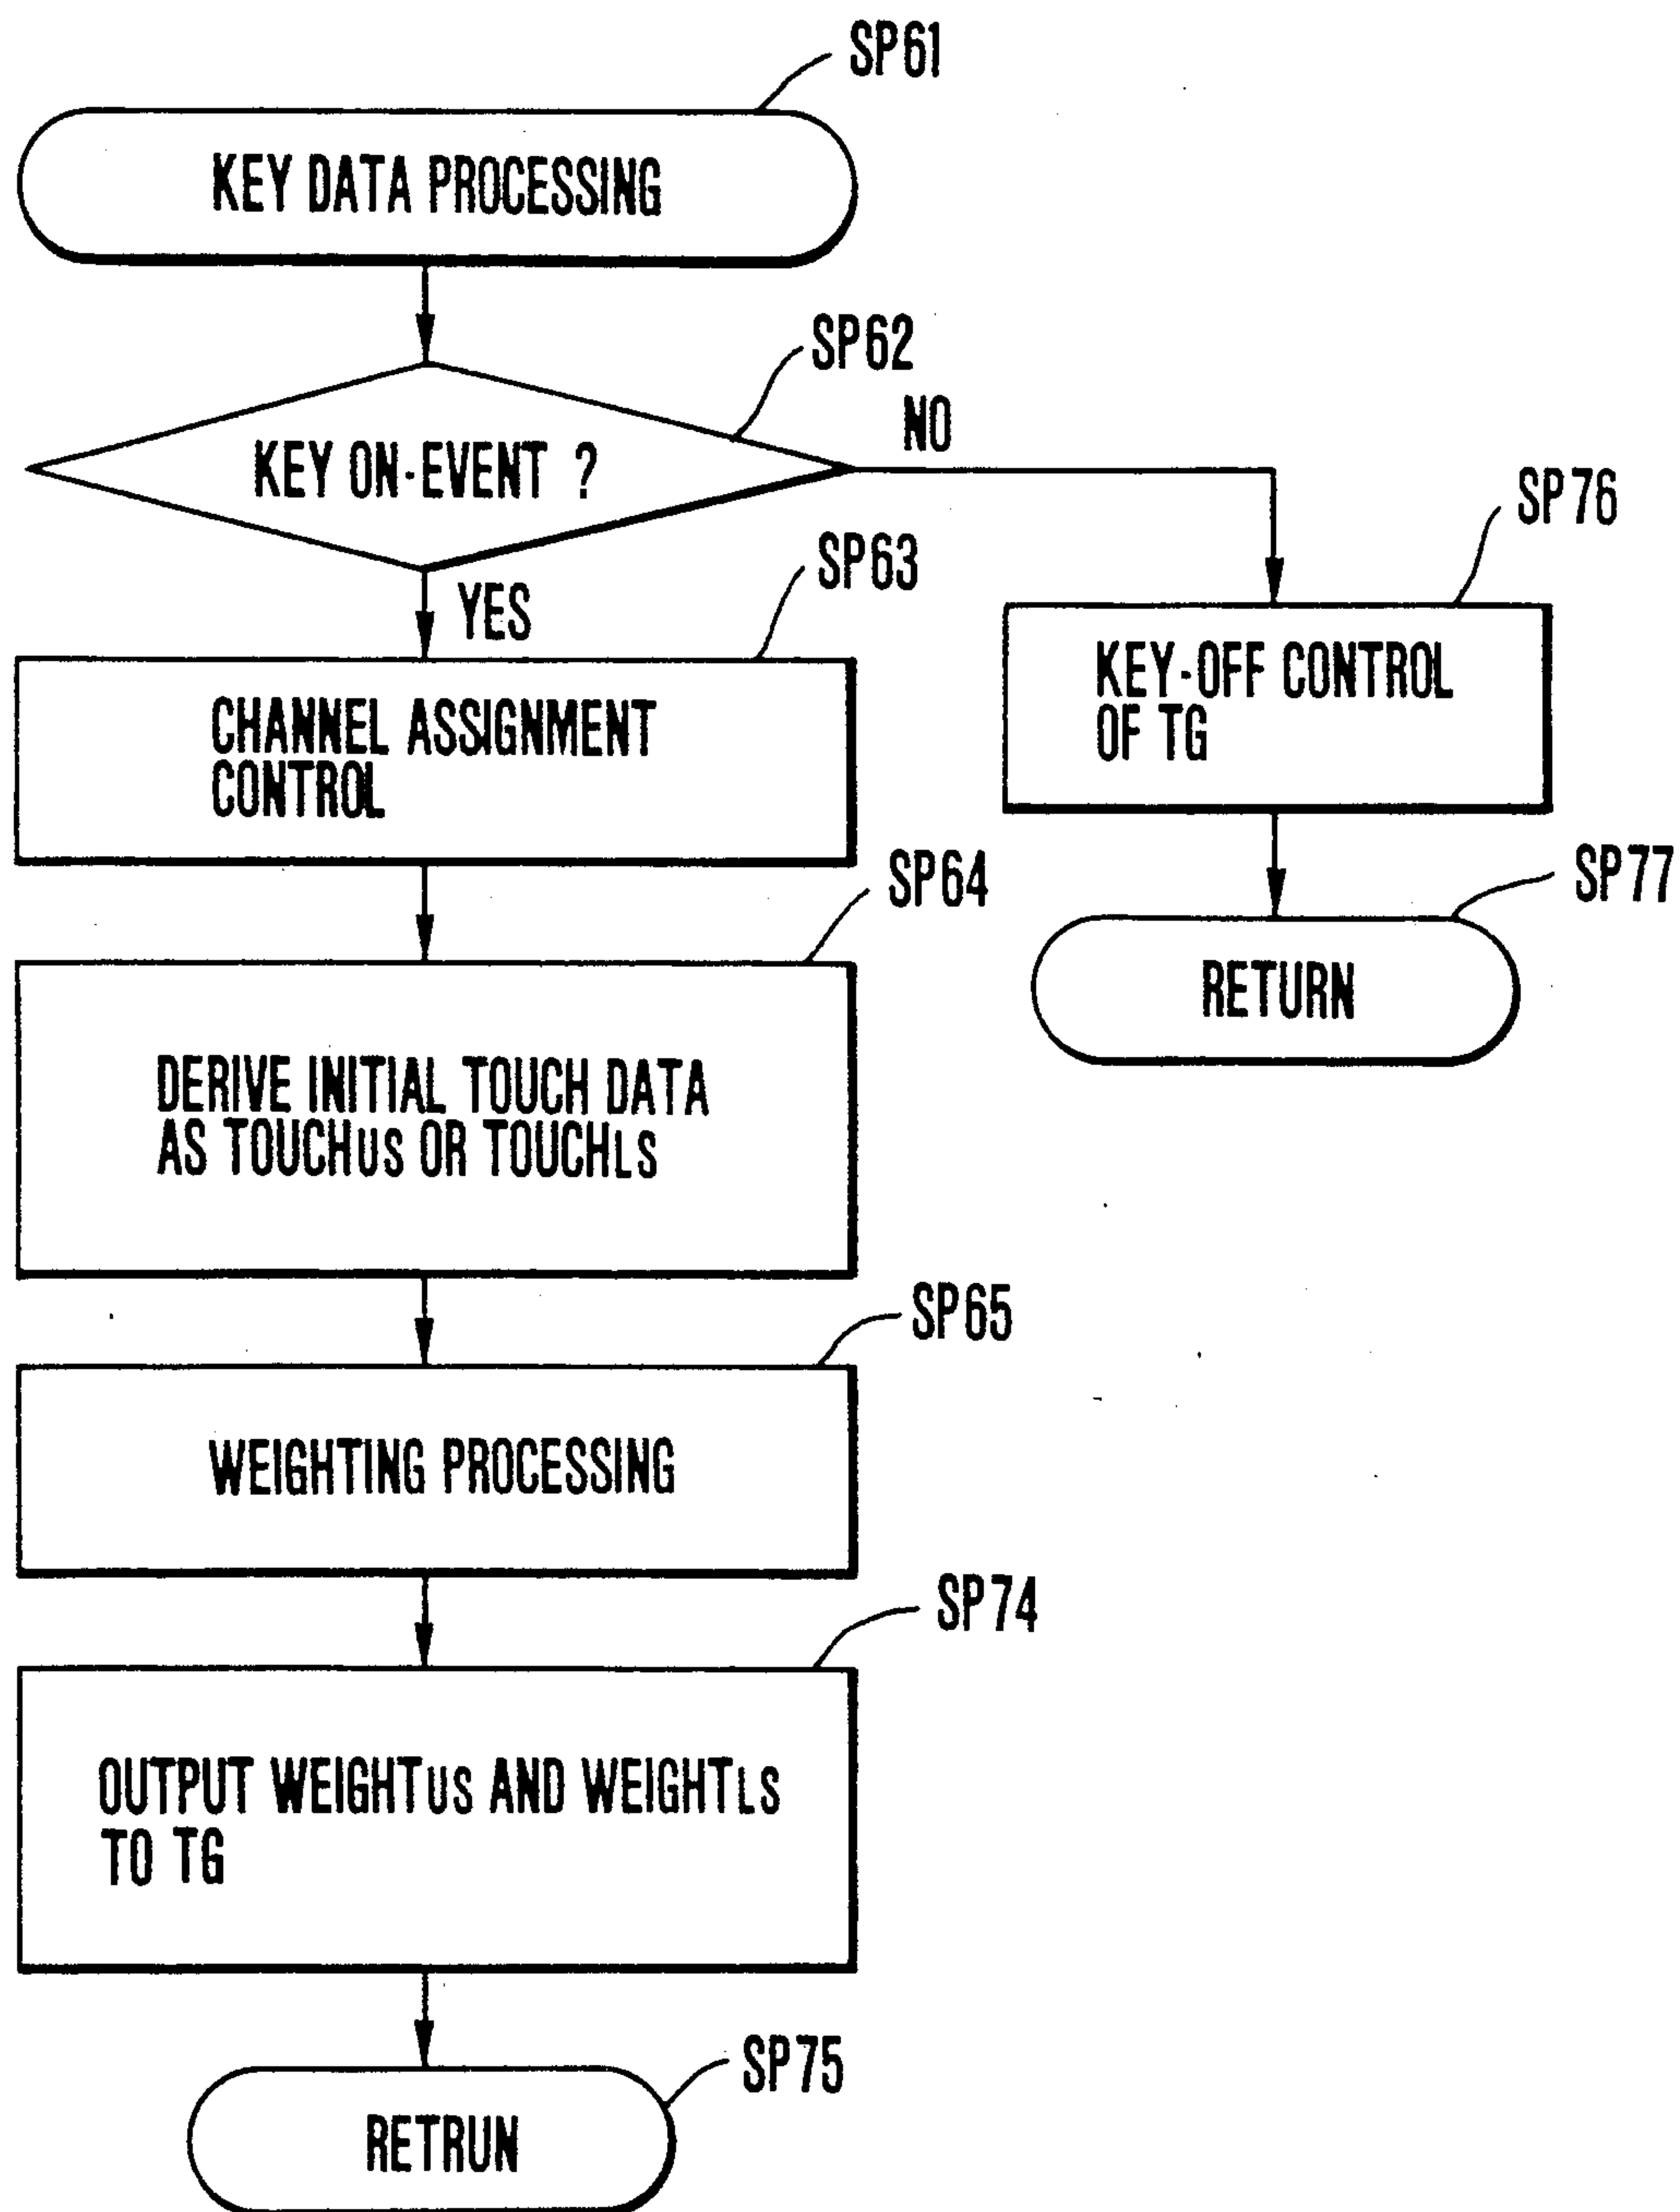 SP61
KEY DATA PROCESSING
SP62
KEY ON-EVENT ?
NO
YES
SP76
KEY-OFF CONTROL
OF TG
SP77
RETURN
SP63
CHANNEL ASSIGNMENT
CONTROL
SP64
DERIVE INITIAL TOUCH DATA
AS TOUCHUS OR TOUCHLS
SP65
WEIGHTING PROCESSING
SP74
OUTPUT WEIGHTUS AND WEIGHTLS
TO TG
SP75
RETRUN